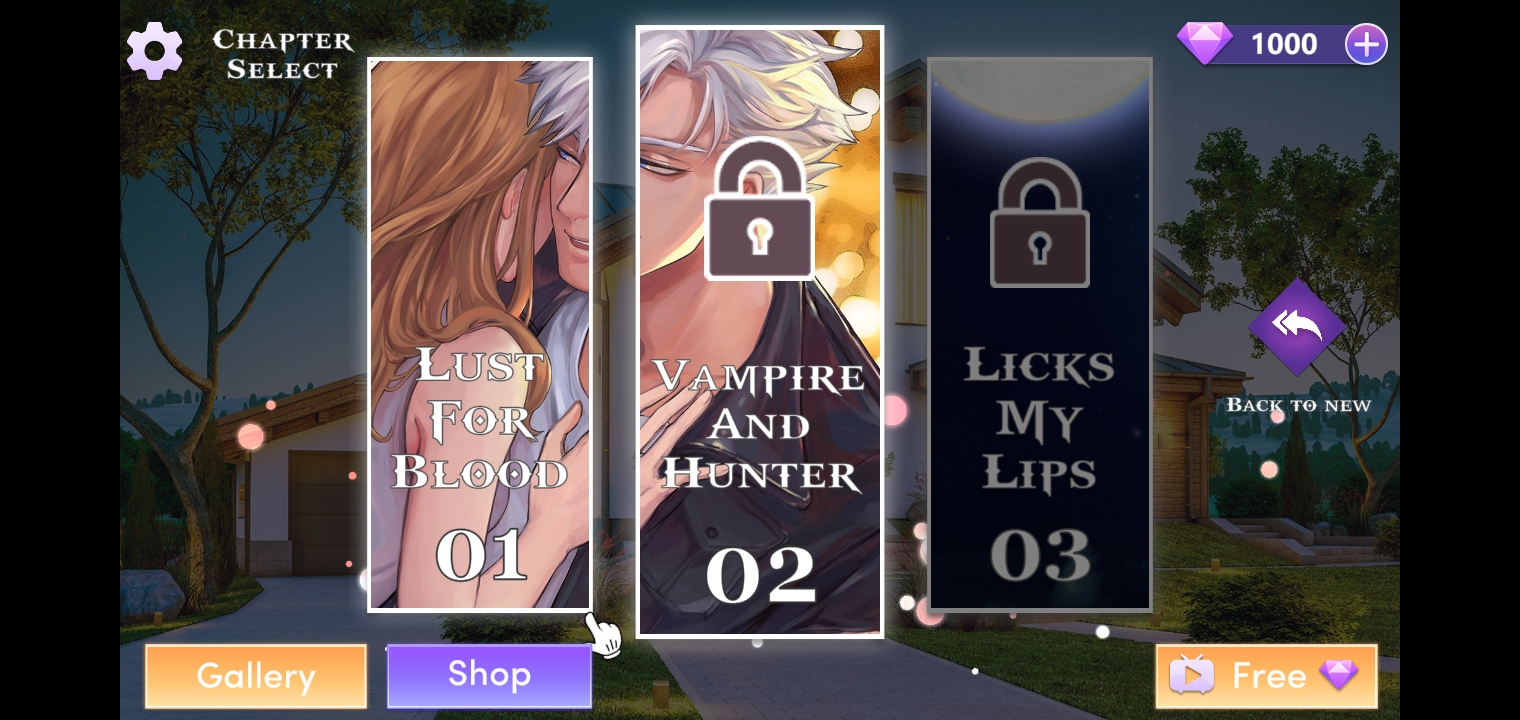 Chapter
Select
1000
Lust
For
Blood
01
Vampire
And
Hunter
02
Licks
My
Lips
03
Back to new
Gallery
Shop
Free